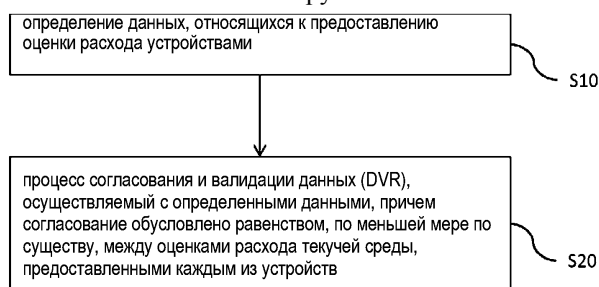 определение данных, относящихся к предоставлению
оценки расхода устройствами
S10
процесс согласования и валидации данных (DVR),
осуществляемый с определенными данными, причем
согласование обусловлено равенством, по меньшей мере по
существу, между оценками расхода текучей среды,
предоставленными каждым из устройств
S20